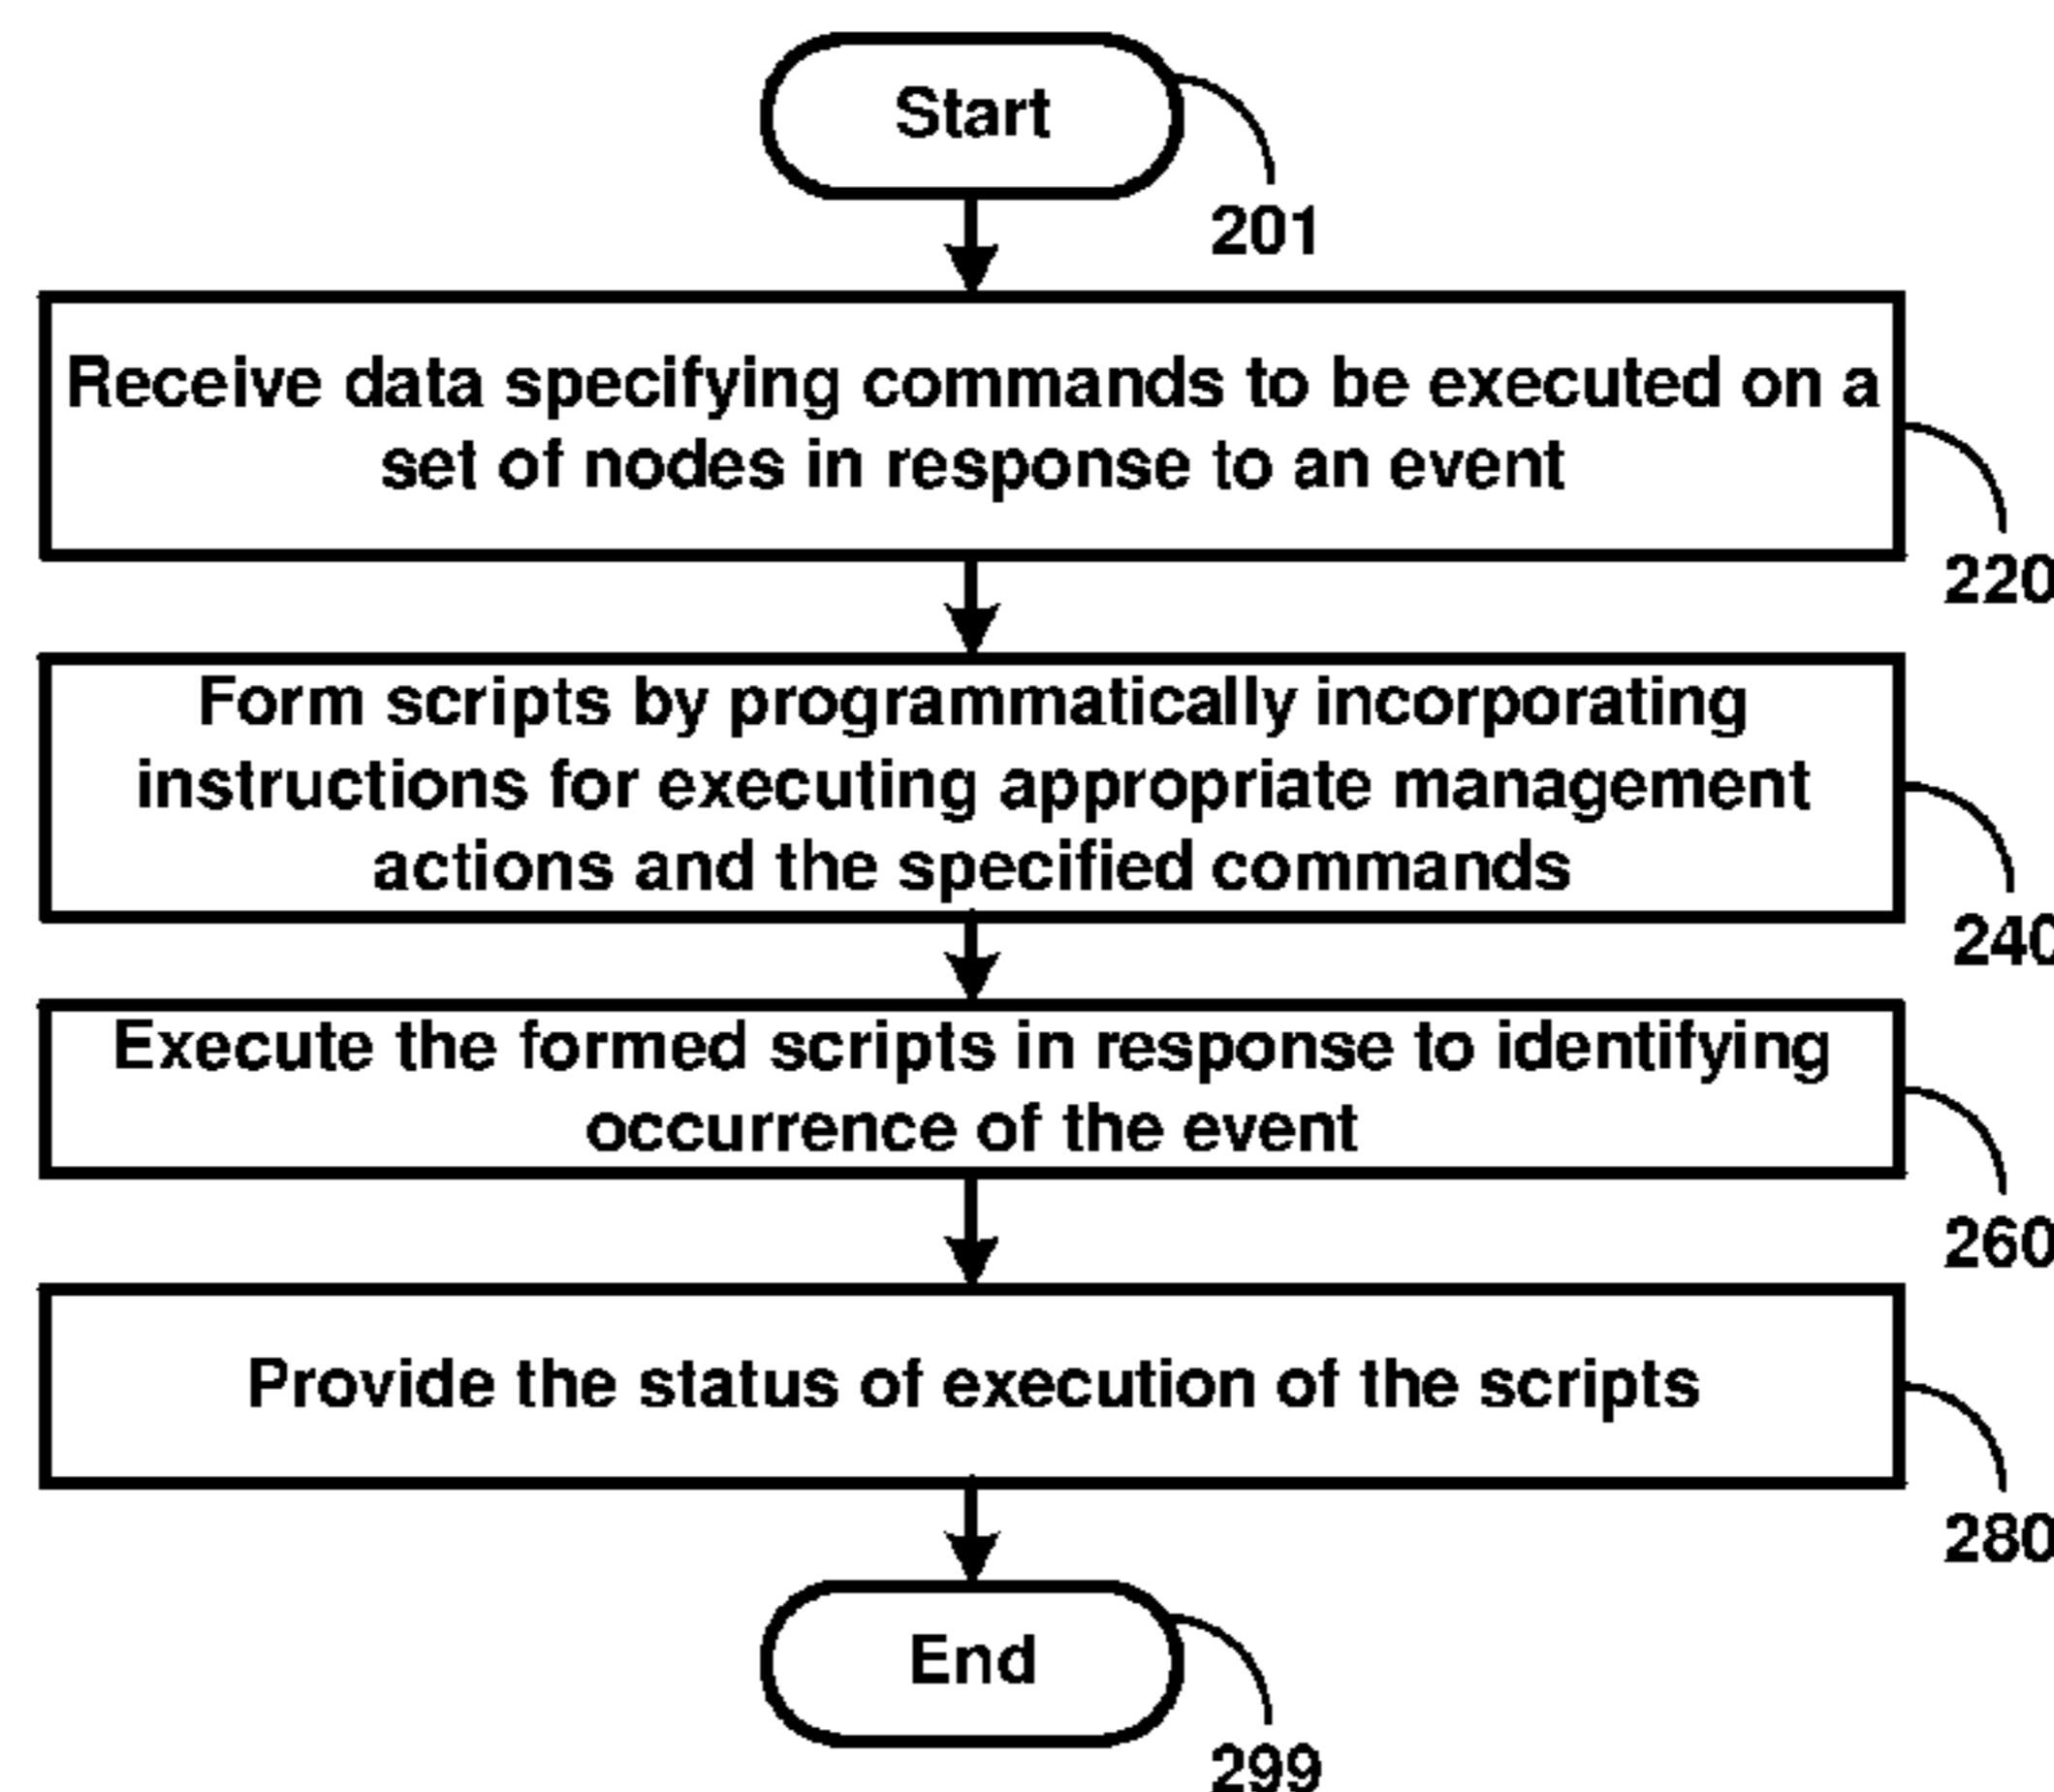 Start
201
Receive data specifying commands to be executed on a
set of nodes in response to an event
220
Form scripts by programmatically incorporating
instructions for executing appropriate management
actions and the specified commands
240
Execute the formed scripts in response to identifying
occurrence of the event
260
Provide the status of execution of the scripts
280
End
299